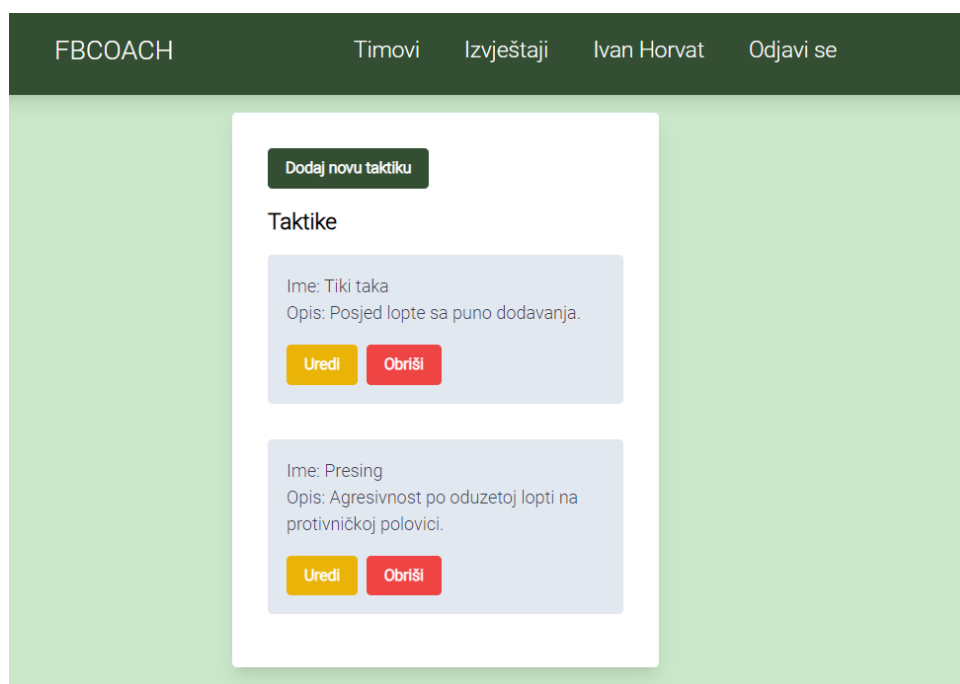 FBCOACH Timovi Izvještaji Ivan Horvat Odjavi se
Dodaj novu taktiku
Taktike
Ime: Tiki taka
Opis: Posjed lopte sa puno dodavanja.
Uredi Obriši
Ime: Presing
Opis: Agresivnost po oduzetoj lopti na
protivničkoj polovici.
Uredi Obriši